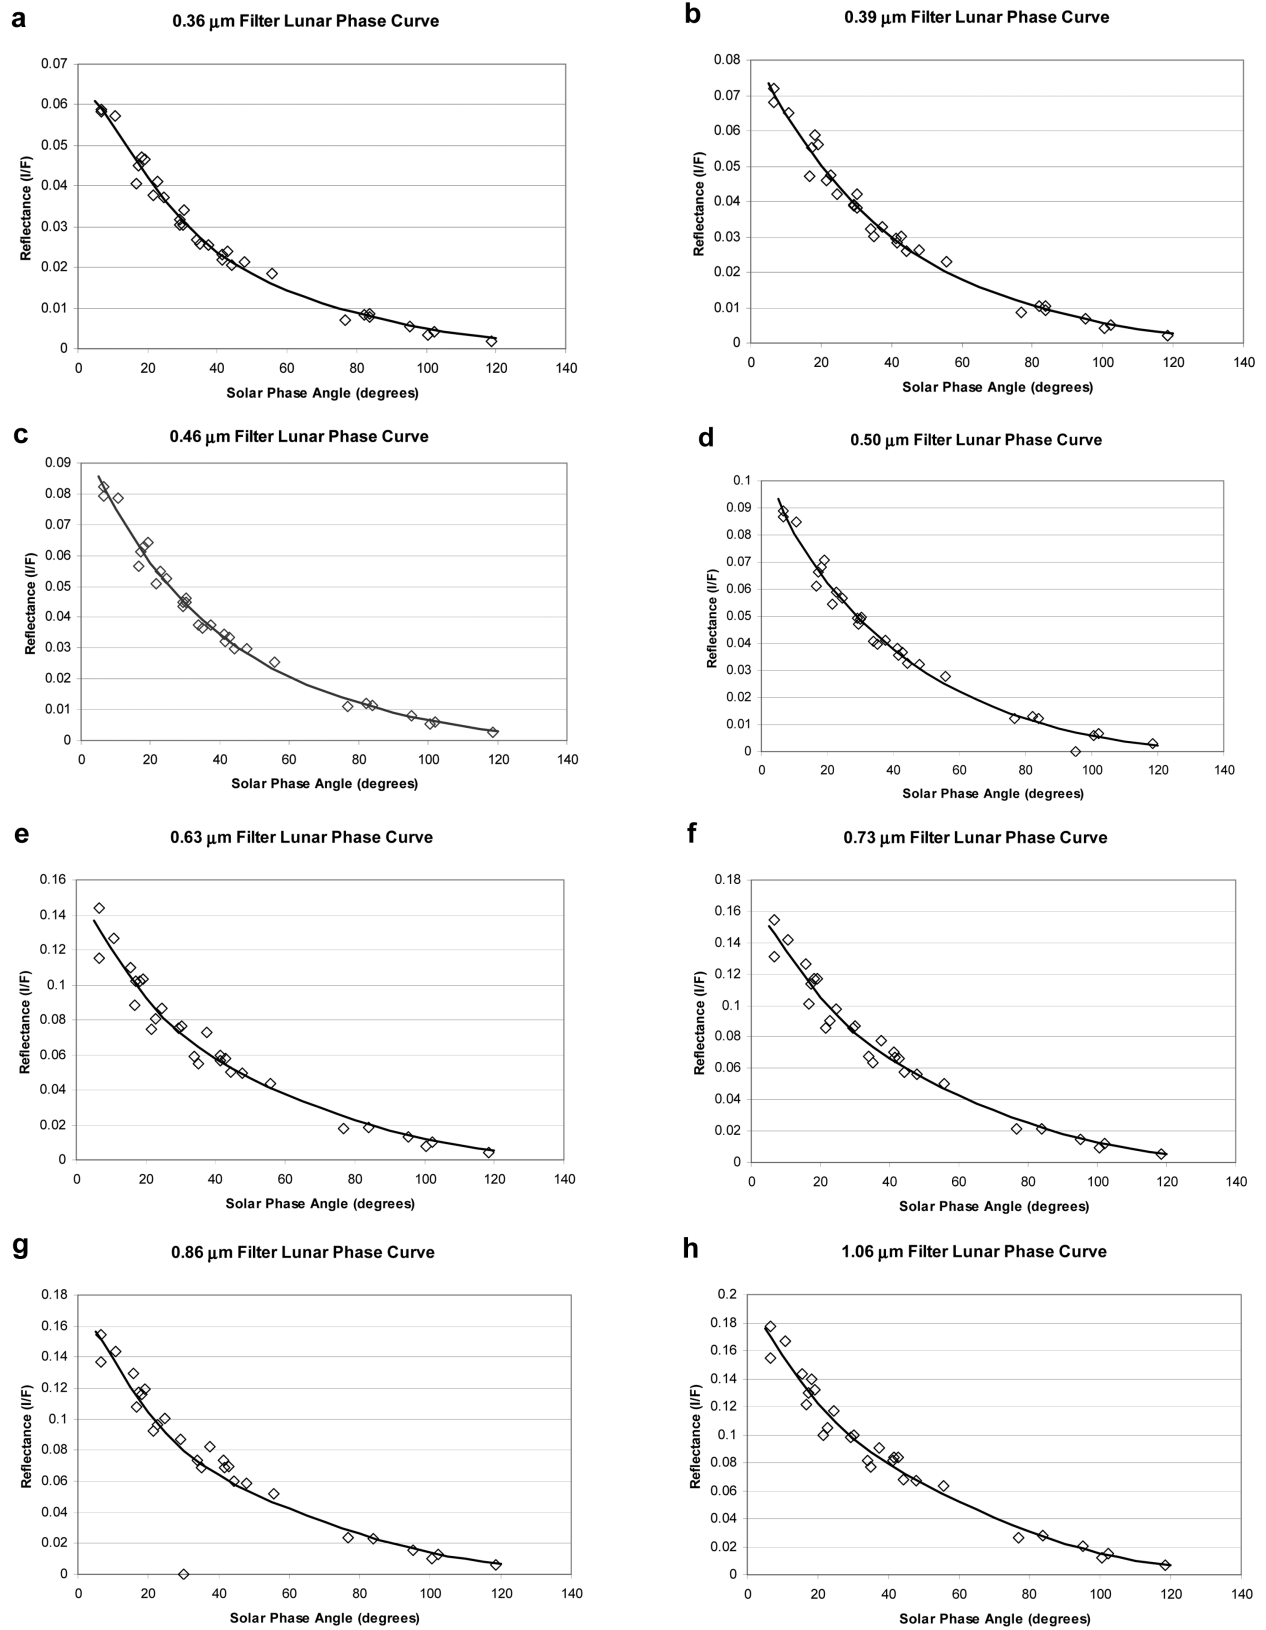 a
0.36 µm Filter Lunar Phase Curve
0.07
0.06
0.05
0.04
0.03
0.02
0.01
0
Reflectance (I/F)
0 20 40 60 80 100 120 140
Solar Phase Angle (degrees)
b
0.39 µm Filter Lunar Phase Curve
0.08
0.07
0.06
0.05
0.04
0.03
0.02
0.01
0
Reflectance (I/F)
0 20 40 60 80 100 120 140
Solar Phase Angle (degrees)
c
0.46 µm Filter Lunar Phase Curve
0.09
0.08
0.07
0.06
0.05
0.04
0.03
0.02
0.01
0
Reflectance (I/F)
0 20 40 60 80 100 120 140
Solar Phase Angle (degrees)
d
0.50 µm Filter Lunar Phase Curve
0.1
0.09
0.08
0.07
0.06
0.05
0.04
0.03
0.02
0.01
0
Reflectance (I/F)
0 20 40 60 80 100 120 140
Solar Phase Angle (degrees)
e
0.63 µm Filter Lunar Phase Curve
0.16
0.14
0.12
0.1
0.08
0.06
0.04
0.02
0
Reflectance (I/F)
0 20 40 60 80 100 120 140
Solar Phase Angle (degrees)
f
0.73 µm Filter Lunar Phase Curve
0.18
0.16
0.14
0.12
0.1
0.08
0.06
0.04
0.02
0
Reflectance (I/F)
0 20 40 60 80 100 120 140
Solar Phase Angle (degrees)
g
0.86 µm Filter Lunar Phase Curve
0.18
0.16
0.14
0.12
0.1
0.08
0.06
0.04
0.02
0
Reflectance (I/F)
0 20 40 60 80 100 120 140
Solar Phase Angle (degrees)
h
1.06 µm Filter Lunar Phase Curve
0.2
0.18
0.16
0.14
0.12
0.1
0.08
0.06
0.04
0.02
0
Reflectance (I/F)
0 20 40 60 80 100 120 140
Solar Phase Angle (degrees)